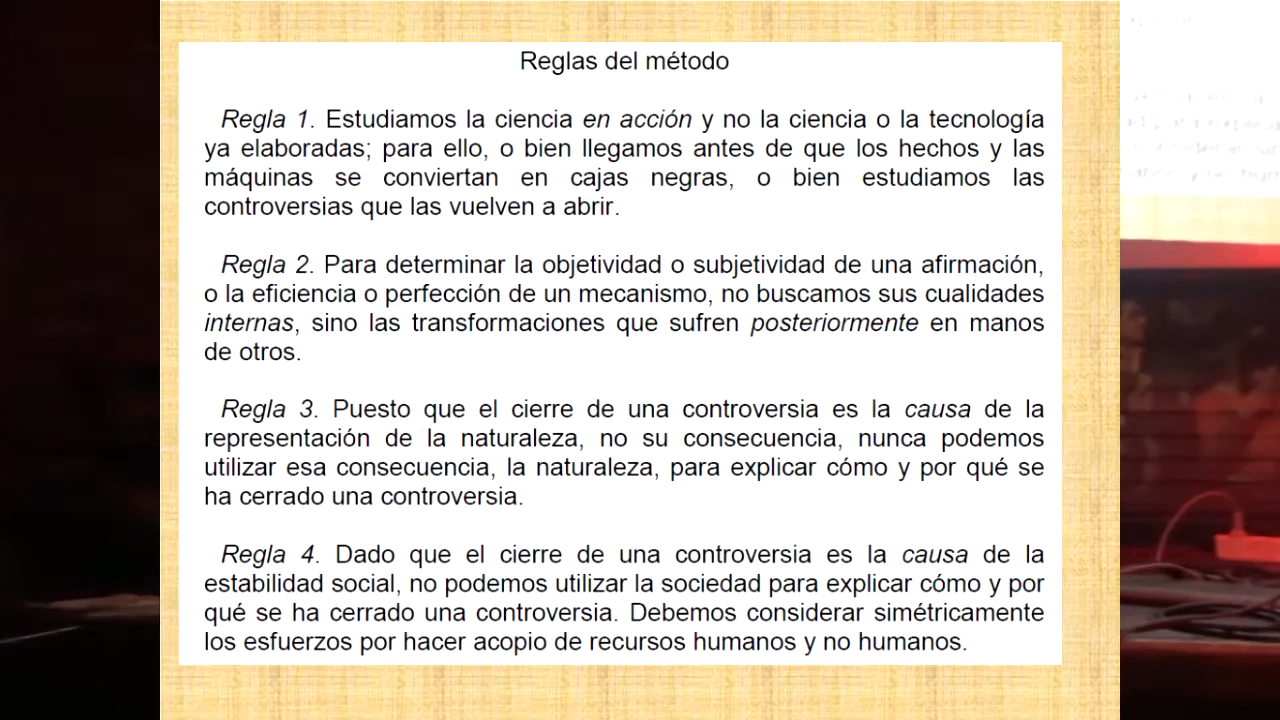 Reglas del método
Regla 1. Estudiamos la ciencia en acción y no la ciencia o la tecnología
ya elaboradas; para ello, o bien llegamos antes de que los hechos y las
máquinas se conviertan en cajas negras, o bien estudiamos las
controversias que las vuelven a abrir.
Regla 2. Para determinar la objetividad o subjetividad de una afirmación,
o la eficiencia o perfección de un mecanismo, no buscamos sus cualidades
internas, sino las transformaciones que sufren posteriormente en manos
de otros.
Regla 3. Puesto que el cierre de una controversia es la causa de la
representación de la naturaleza, no su consecuencia, nunca podemos
utilizar esa consecuencia, la naturaleza, para explicar cómo y por qué se
ha cerrado una controversia.
Regla 4. Dado que el cierre de una controversia es la causa de la
estabilidad social, no podemos utilizar la sociedad para explicar cómo y por
qué se ha cerrado una controversia. Debemos considerar simétricamente
los esfuerzos por hacer acopio de recursos humanos y no humanos.